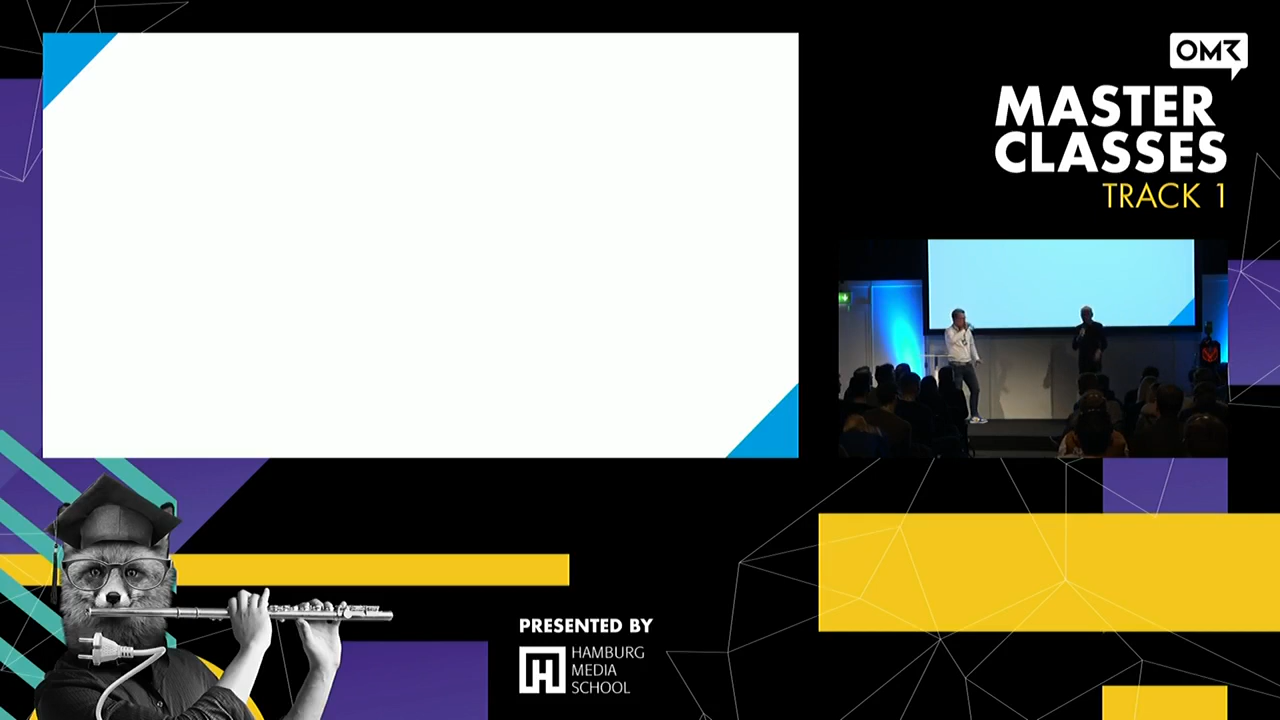 OMR
MASTER
CLASSES
TRACK 1
PRESENTED BY
HAMBURG
MEDIA
SCHOOL